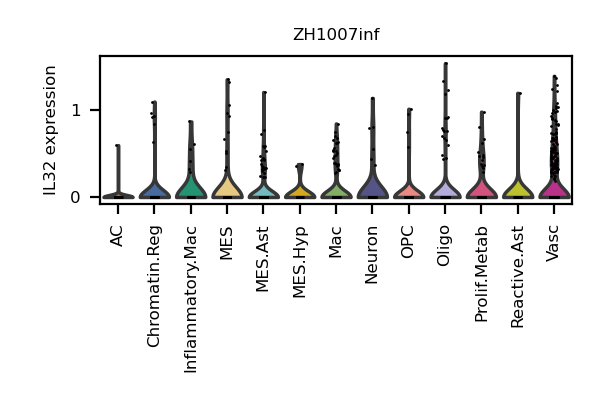 ZH1007inf
IL32 expression
1
0
AC
Chromatin.Reg
Inflammatory.Mac
MES
MES.Ast
MES.Hyp
Mac
Neuron
OPC
Oligo
Prolif.Metab
Reactive.Ast
Vasc